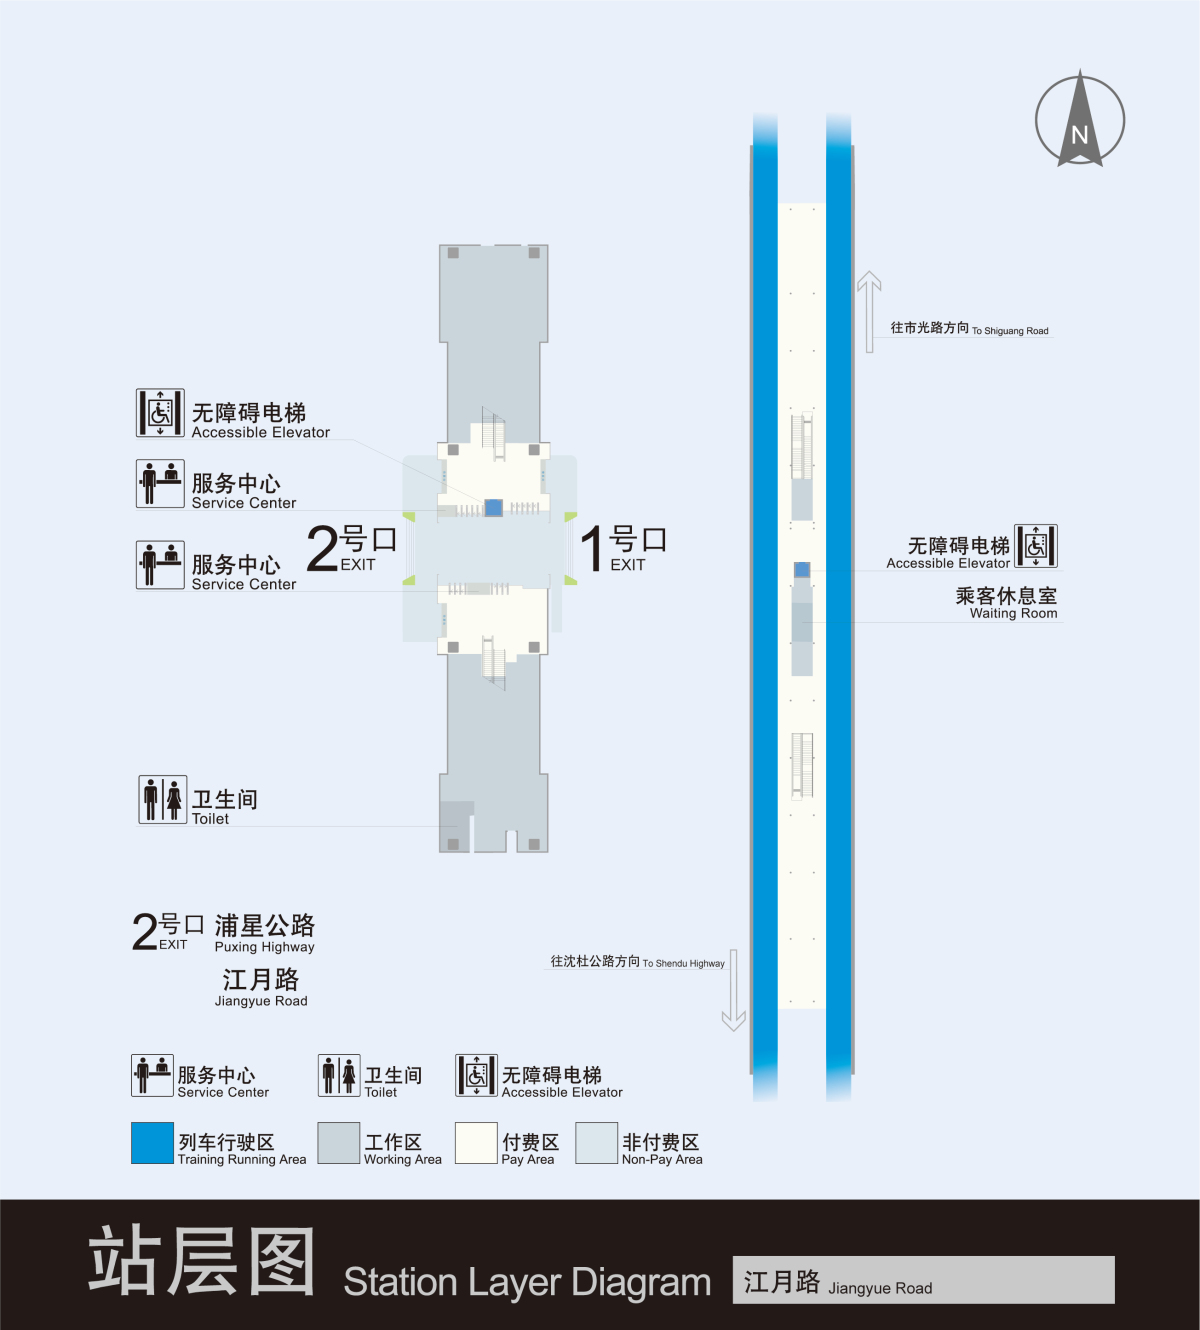 N
往市光路方向 To Shiguang Road
无障碍电梯
Accessible Elevator
服务中心
Service Center
2号口
EXIT
1号口
EXIT
服务中心
Service Center
无障碍电梯
Accessible Elevator
乘客休息室
Waiting Room
卫生间
Toilet
2号口
EXIT
浦星公路
Puxing Highway
江月路
Jiangyue Road
往沈杜公路方向 To Shendu Highway
服务中心
Service Center
卫生间
Toilet
无障碍电梯
Accessible Elevator
列车行驶区
Training Running Area
工作区
Working Area
付费区
Pay Area
非付费区
Non-Pay Area
站层图 Station Layer Diagram
江月路 Jiangyue Road